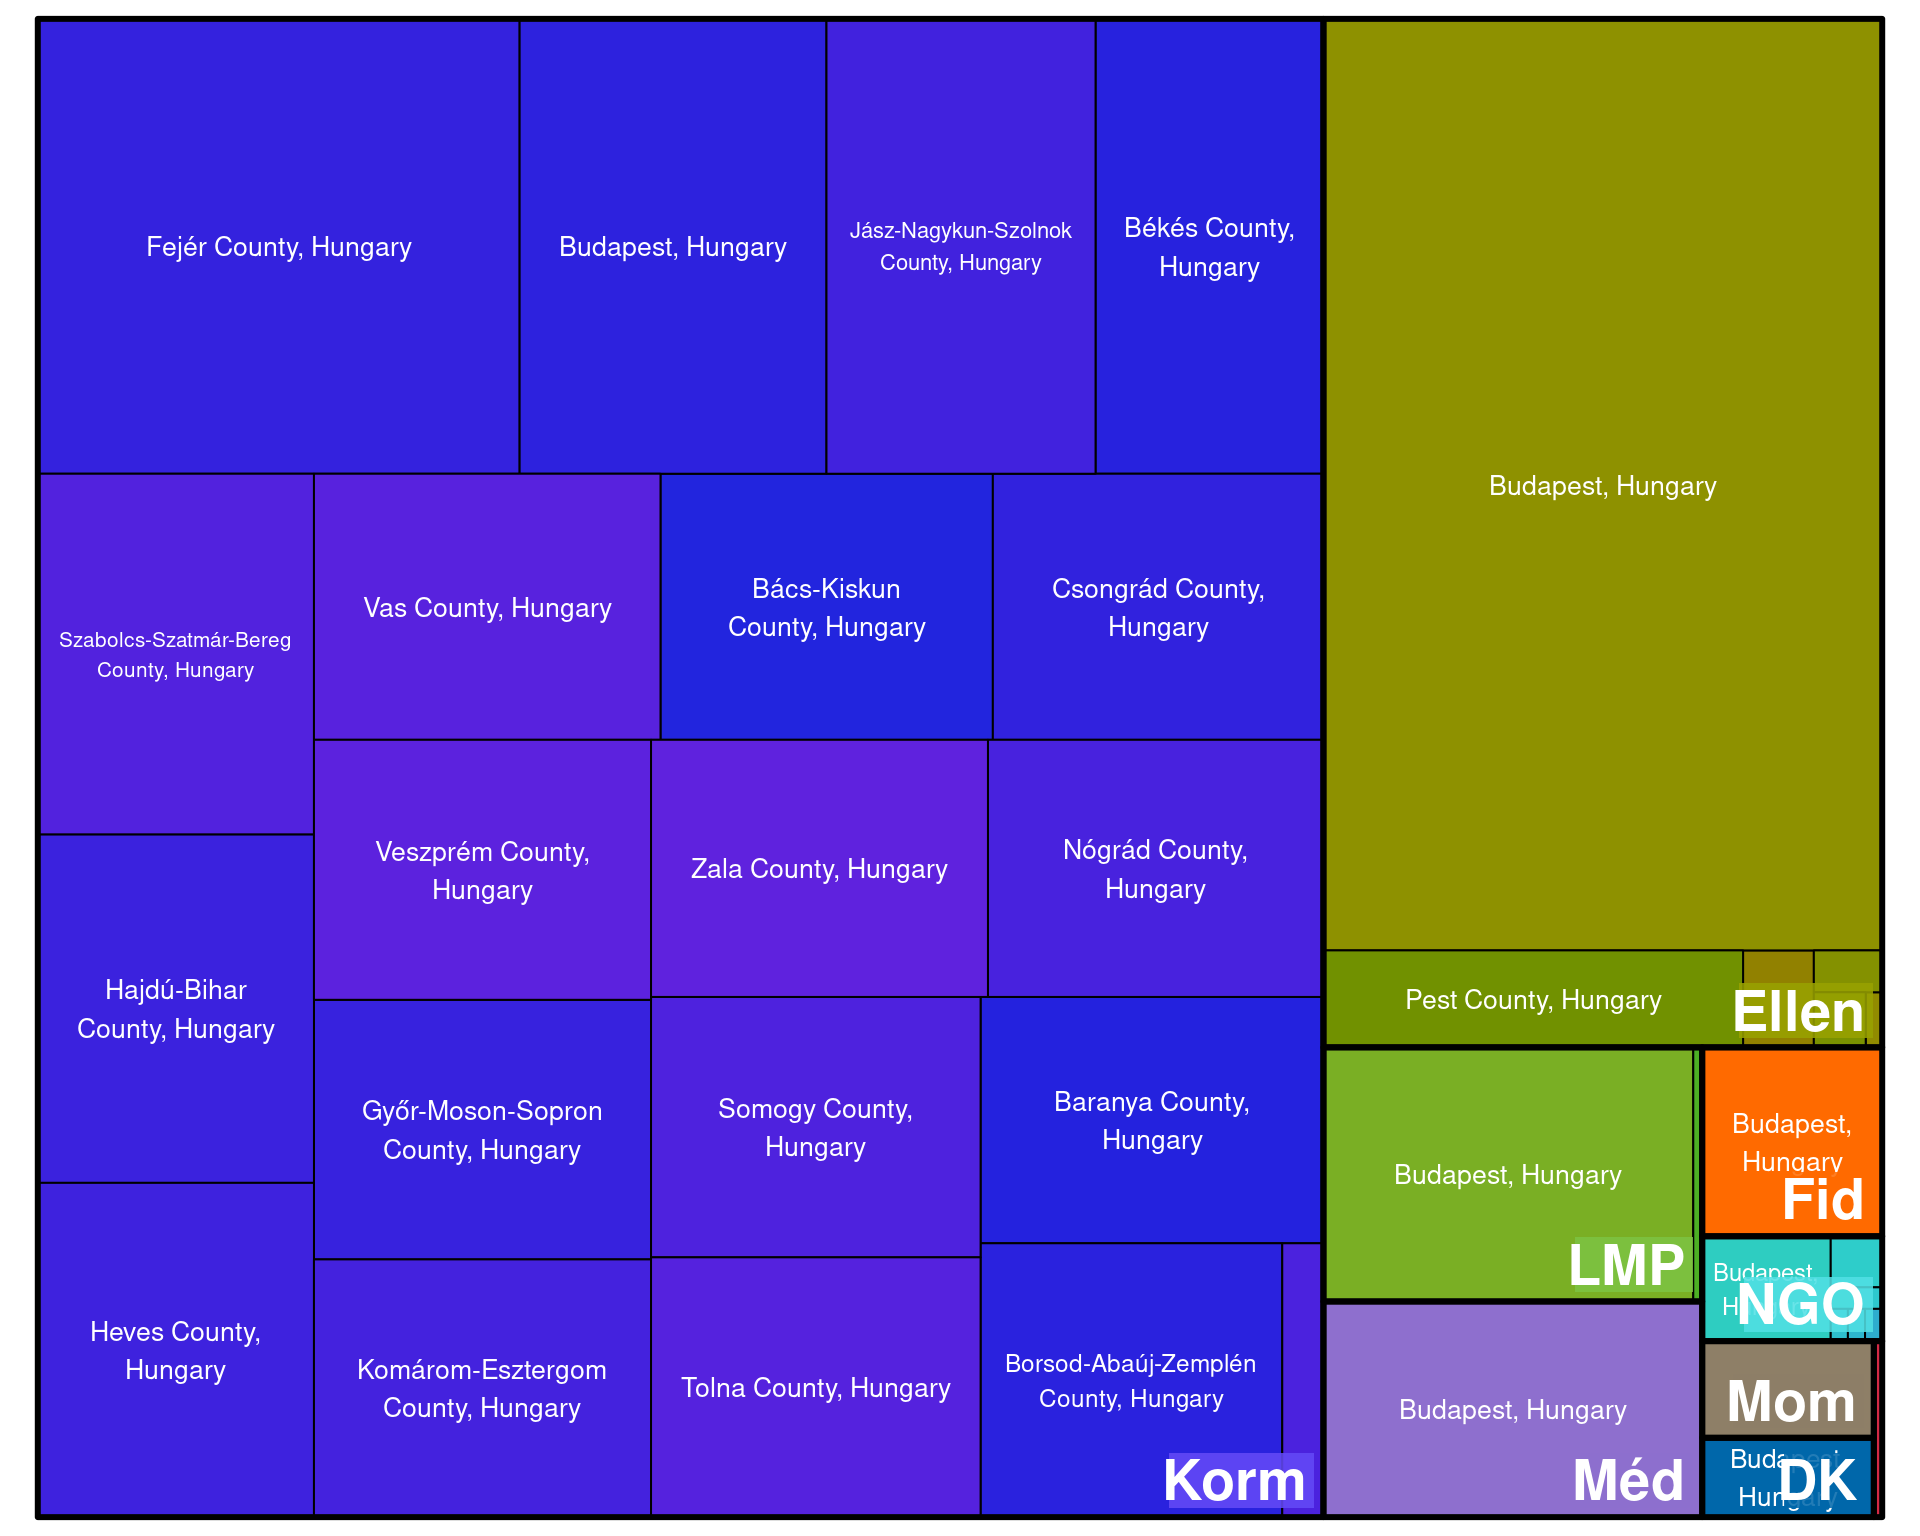 Fejér County, Hungary
Budapest, Hungary
Jász-Nagykun-Szolnok
County, Hungary
Békés County,
Hungary
Szabolcs-Szatmár-Bereg
County, Hungary
Vas County, Hungary
Bács-Kiskun
County, Hungary
Csongrád County,
Hungary
Hajdú-Bihar
County, Hungary
Veszprém County,
Hungary
Zala County, Hungary
Nógrád County,
Hungary
Heves County,
Hungary
Győr-Moson-Sopron
County, Hungary
Somogy County,
Hungary
Baranya County,
Hungary
Komárom-Esztergom
County, Hungary
Tolna County, Hungary
Borsod-Abaúj-Zemplén
County, Hungary
Korm
Budapest, Hungary
Pest County, Hungary
Ellen
Budapest, Hungary
LMP
Budapest, Hungary
Méd
Budapest,
Hungary
Fid
Budapest,
NGO
Mom
Budapest,
Hungary
DK